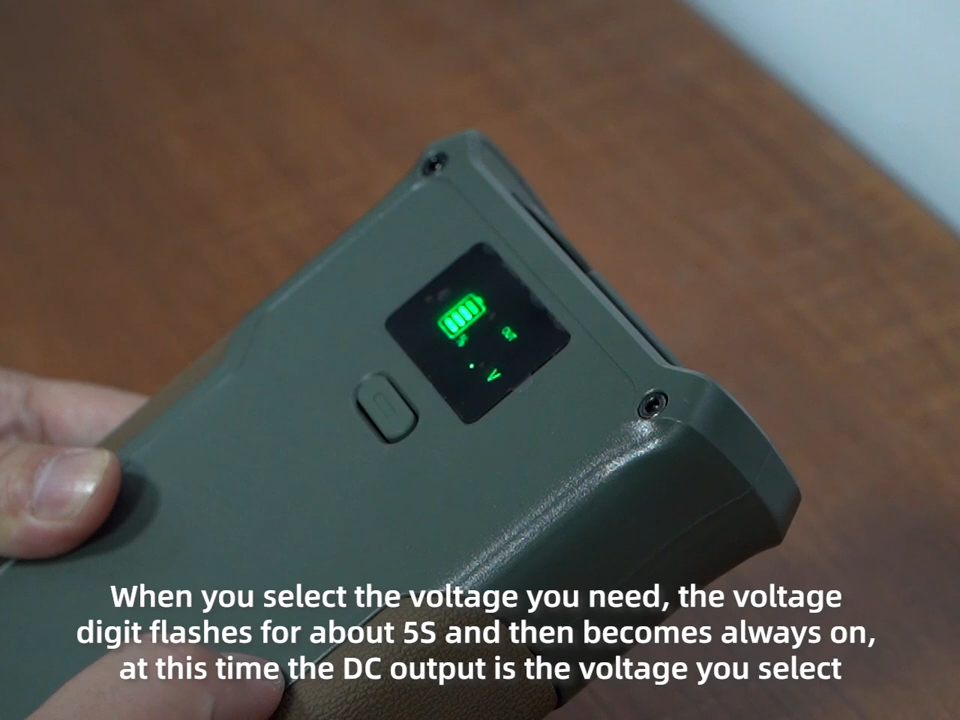 DC
V
When you select the voltage you need, the voltage
digit flashes for about 5S and then becomes always on,
at this time the DC output is the voltage you select